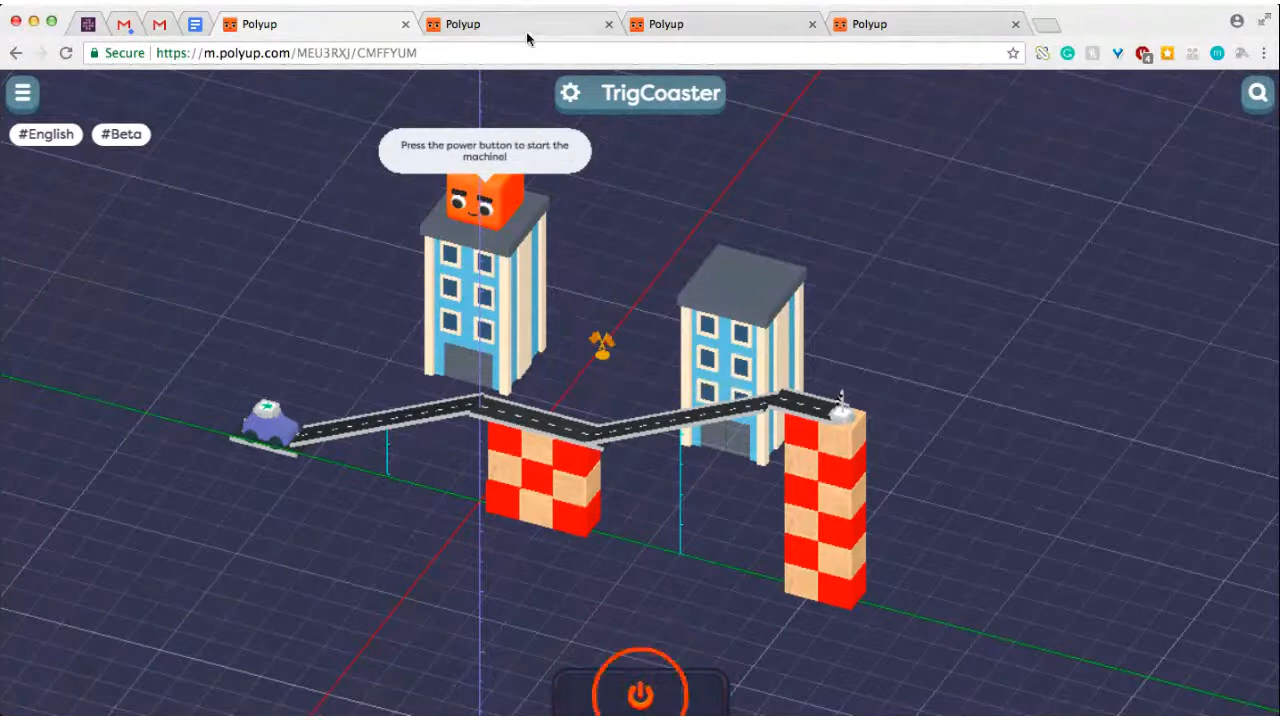 Polyup
Polyup
Polyup
Polyup
Secure
https://m.polyup.com/MEU3RXJ/CMFFYUM
4
TrigCoaster
#English
#Beta
Press the power button to start the
machine!